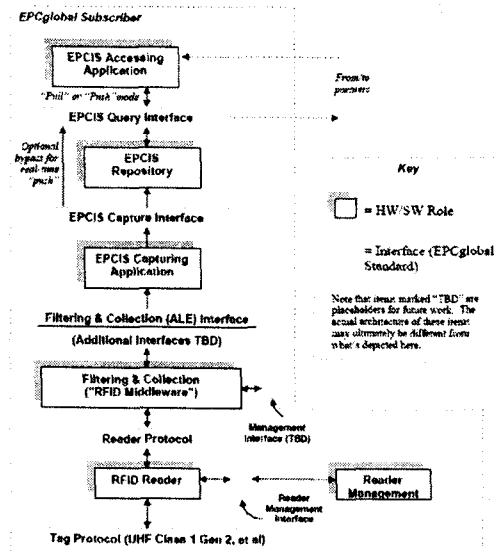 EPCglobal Subscriber
EPCIS Accessing
Application
"Pull" or "Push" mode
From/to
partners
EPCIS Query Interface
Optional
bypass for
real-time
"push"
EPCIS
Repository
Key
= HW/SW Role
EPCIS Capture Interface
= Interface (EPCglobal
Standard)
EPCIS Capturing
Application
Note that items marked "TBD" are
placeholders for future work. The
actual architecture of these items
may ultimately be different from
what's depicted here.
Filtering & Collection (ALE) Interface
(Additional Interfaces TBD)
Filtering & Collection
("RFID Middleware")
Management
Interface (TBD)
Reader Protocol
RFID Reader
Reader
Management
Reader
Management
Interface
Tag Protocol (UHF Class 1 Gen 2, et al)